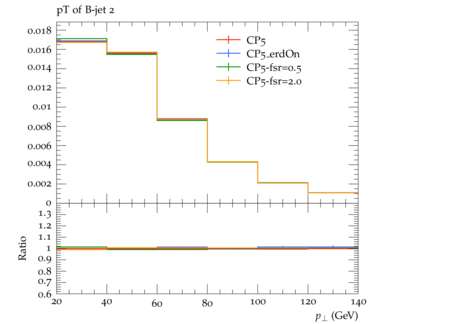 pT of B-jet 2
CP5
CP5_erdOn
CP5-fsr=0.5
CP5-fsr=2.0
0.018
0.016
0.014
0.012
0.01
0.008
0.006
0.004
0.002
0
1.3
1.2
1.1
1
0.9
0.8
0.7
0.6
Ratio
20 40 60 80 100 120 140
p⊥ (GeV)